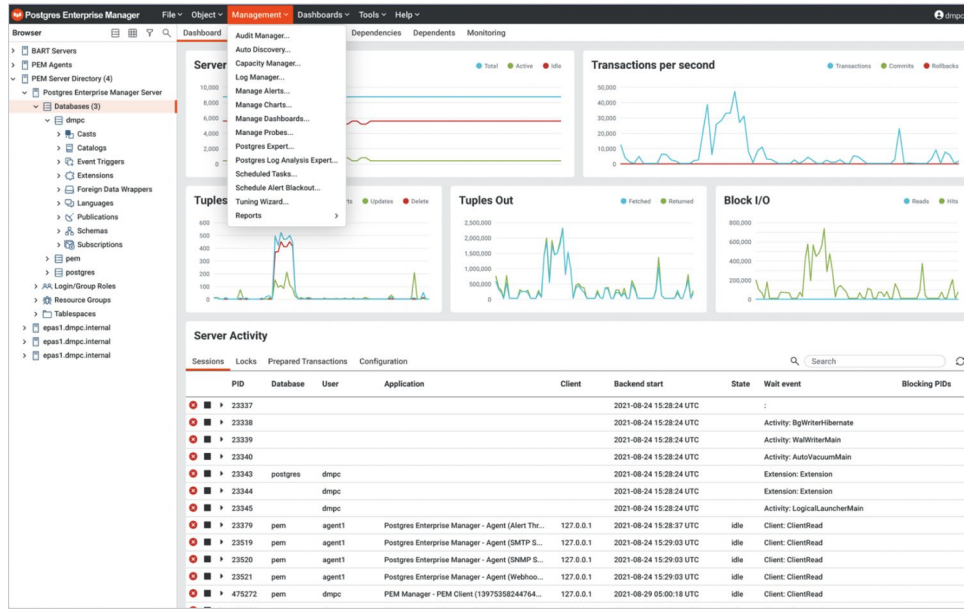 Postgres Enterprise Manager File Object Management Dashboards Tools Help dmpc
Browser
BART Servers
PEM Agents
PEM Server Directory (4)
Postgres Enterprise Manager Server
Databases (3)
dmpc
Casts
Catalogs
Event Triggers
Extensions
Foreign Data Wrappers
Languages
Publications
Schemas
Subscriptions
pem
postgres
Login/Group Roles
Resource Groups
Tablespaces
epas1.dmpc.internal
epas1.dmpc.internal
epas1.dmpc.internal
Dashboard Dependencies Dependents Monitoring
Audit Manager...
Auto Discovery...
Capacity Manager...
Log Manager...
Manage Alerts...
Manage Charts...
Manage Dashboards...
Manage Probes...
Postgres Expert...
Postgres Log Analysis Expert...
Scheduled Tasks...
Schedule Alert Blackout...
Tuning Wizard...
Reports
Server Total Active Idle
10,000
8,000
6,000
4,000
2,000
0
Transactions per second Transactions Commits Rollbacks
50,000
40,000
30,000
20,000
10,000
0
Tuples Updates Delete
600
500
400
300
200
100
0
Tuples Out Fetched Returned
2,500,000
2,000,000
1,500,000
1,000,000
500,000
0
Block I/O Reads Hits
800,000
600,000
400,000
200,000
0
Server Activity
Sessions Locks Prepared Transactions Configuration Search
PID Database User Application Client Backend start State Wait event Blocking PIDs
23337 2021-08-24 15:28:24 UTC :
23338 2021-08-24 15:28:24 UTC Activity: BgWriterHibernate
23339 2021-08-24 15:28:24 UTC Activity: WalWriterMain
23340 2021-08-24 15:28:24 UTC Activity: AutoVacuumMain
23343 postgres dmpc 2021-08-24 15:28:24 UTC Extension: Extension
23344 dmpc 2021-08-24 15:28:24 UTC Extension: Extension
23345 dmpc 2021-08-24 15:28:24 UTC Activity: LogicalLauncherMain
23379 pem agent1 Postgres Enterprise Manager - Agent (Alert Thr... 127.0.0.1 2021-08-24 15:28:37 UTC idle Client: ClientRead
23519 pem agent1 Postgres Enterprise Manager - Agent (SMTP S... 127.0.0.1 2021-08-24 15:29:03 UTC idle Client: ClientRead
23520 pem agent1 Postgres Enterprise Manager - Agent (SNMP S... 127.0.0.1 2021-08-24 15:29:03 UTC idle Client: ClientRead
23521 pem agent1 Postgres Enterprise Manager - Agent (Webhoo... 127.0.0.1 2021-08-24 15:29:03 UTC idle Client: ClientRead
475272 pem dmpc PEM Manager - PEM Client (13975358244764... 127.0.0.1 2021-08-29 05:00:18 UTC idle Client: ClientRead